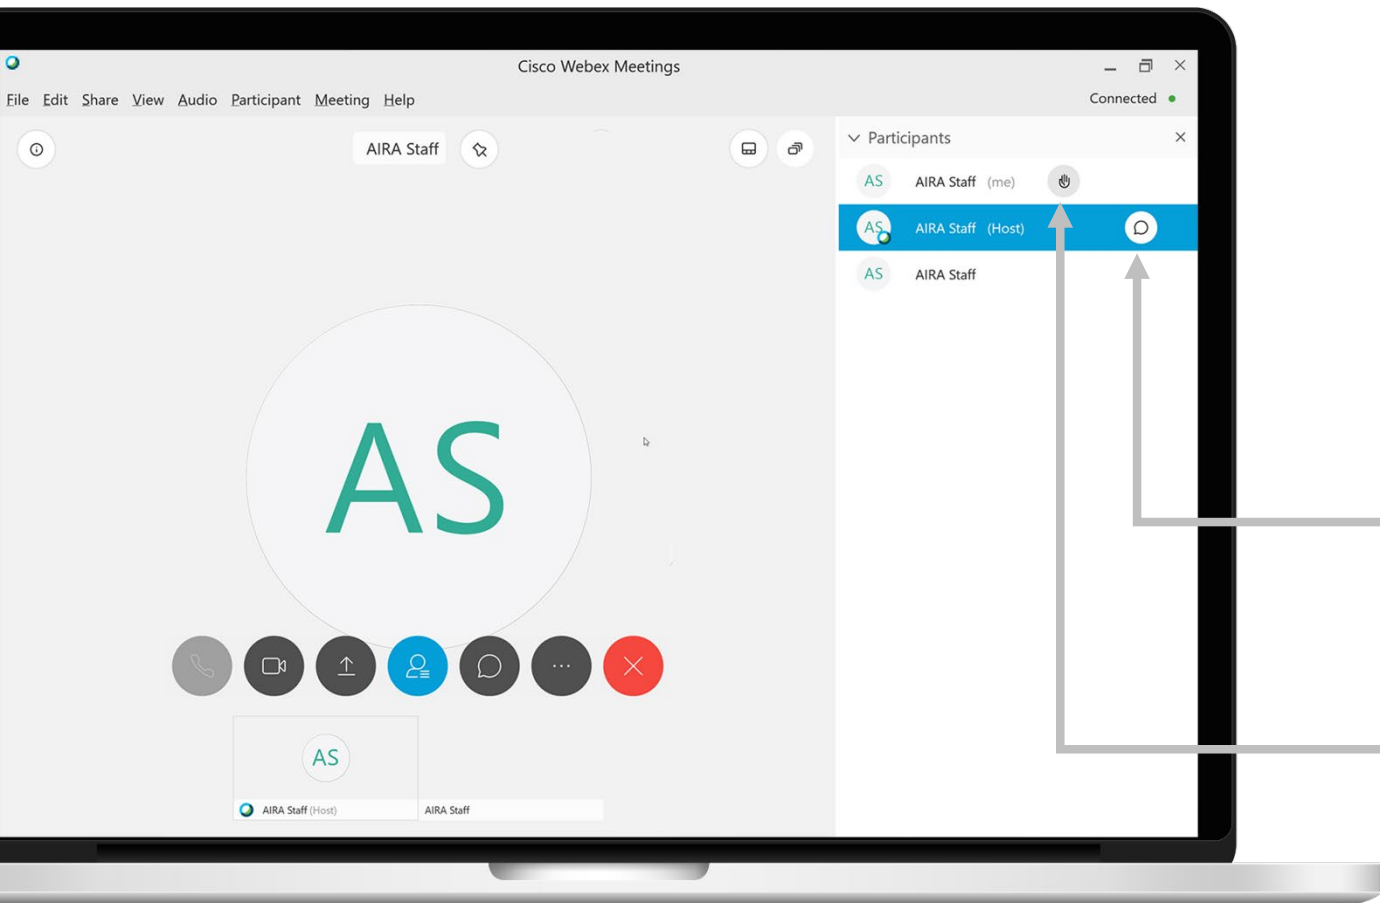 Cisco Webex Meetings
File Edit Share View Audio Participant Meeting Help
Connected
AIRA Staff
Participants
AS AIRA Staff (me)
AS AIRA Staff (Host)
AS AIRA Staff
AS
AS
AIRA Staff (Host)
AIRA Staff